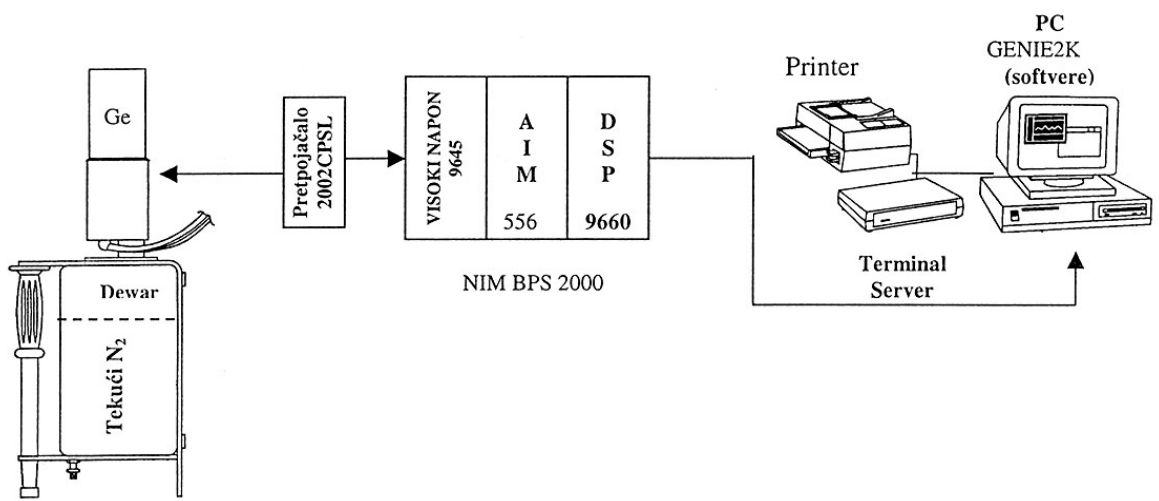 Ge
Dewar
Tekući N2
Pretpojačalo
2002CPSL
VISOKI NAPON
9645
A
I
M
556
D
S
P
9660
NIM BPS 2000
Printer
PC
GENIE2K
(softvere)
Terminal
Server